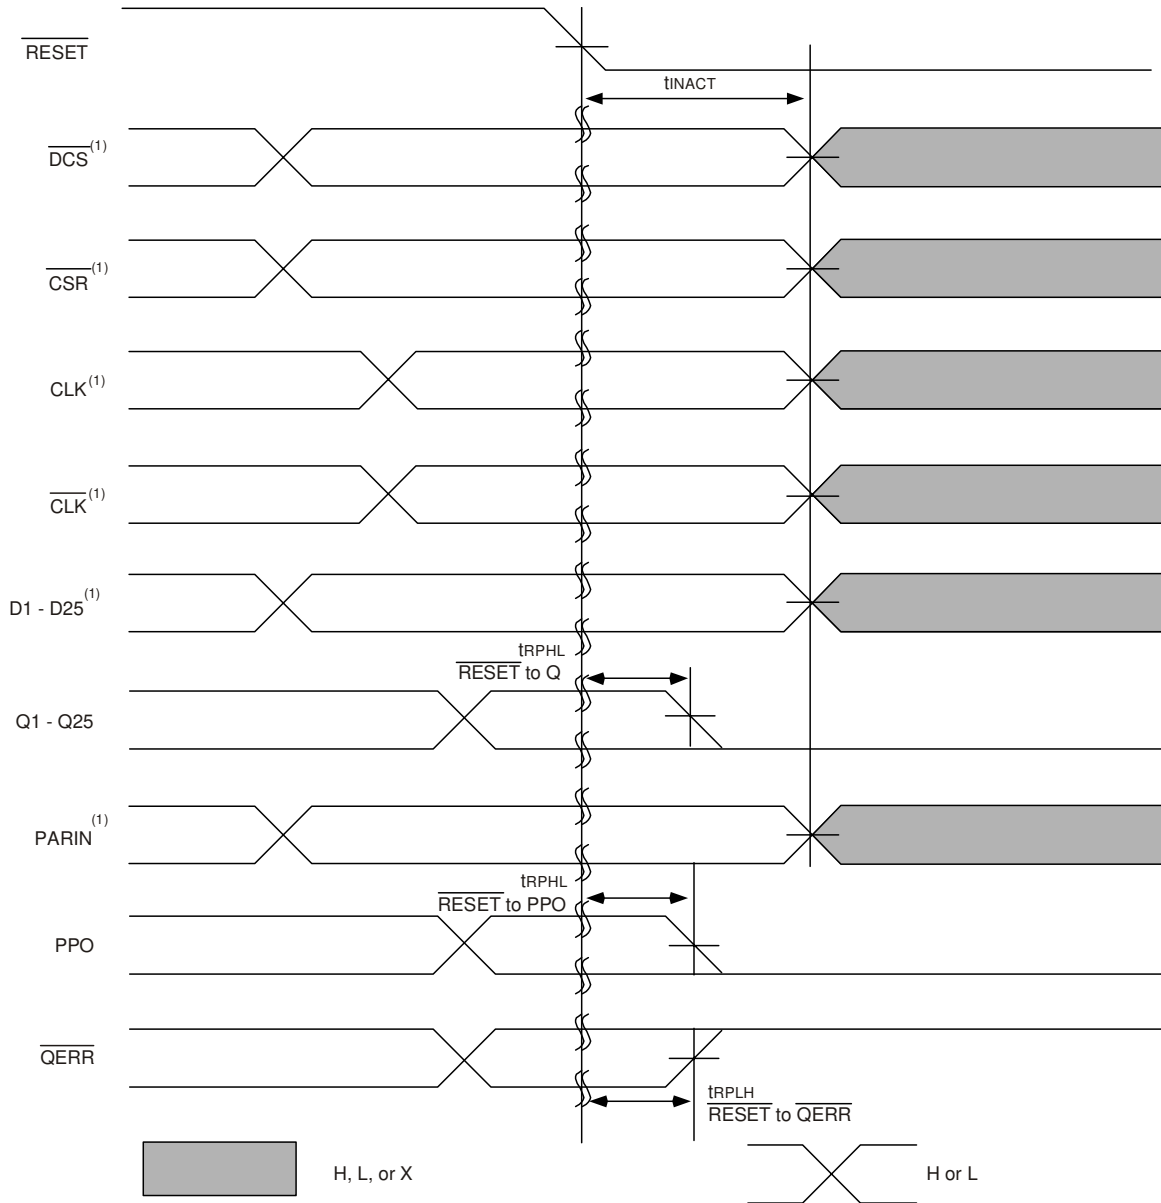 RESET
tINACT
DCS(1)
CSR(1)
CLK(1)
CLK(1)
D1 - D25(1)
tRPHL
RESET to Q
Q1 - Q25
PARIN(1)
tRPHL
RESET to PPO
PPO
QERR
tRPLH
RESET to QERR
H, L, or X
H or L